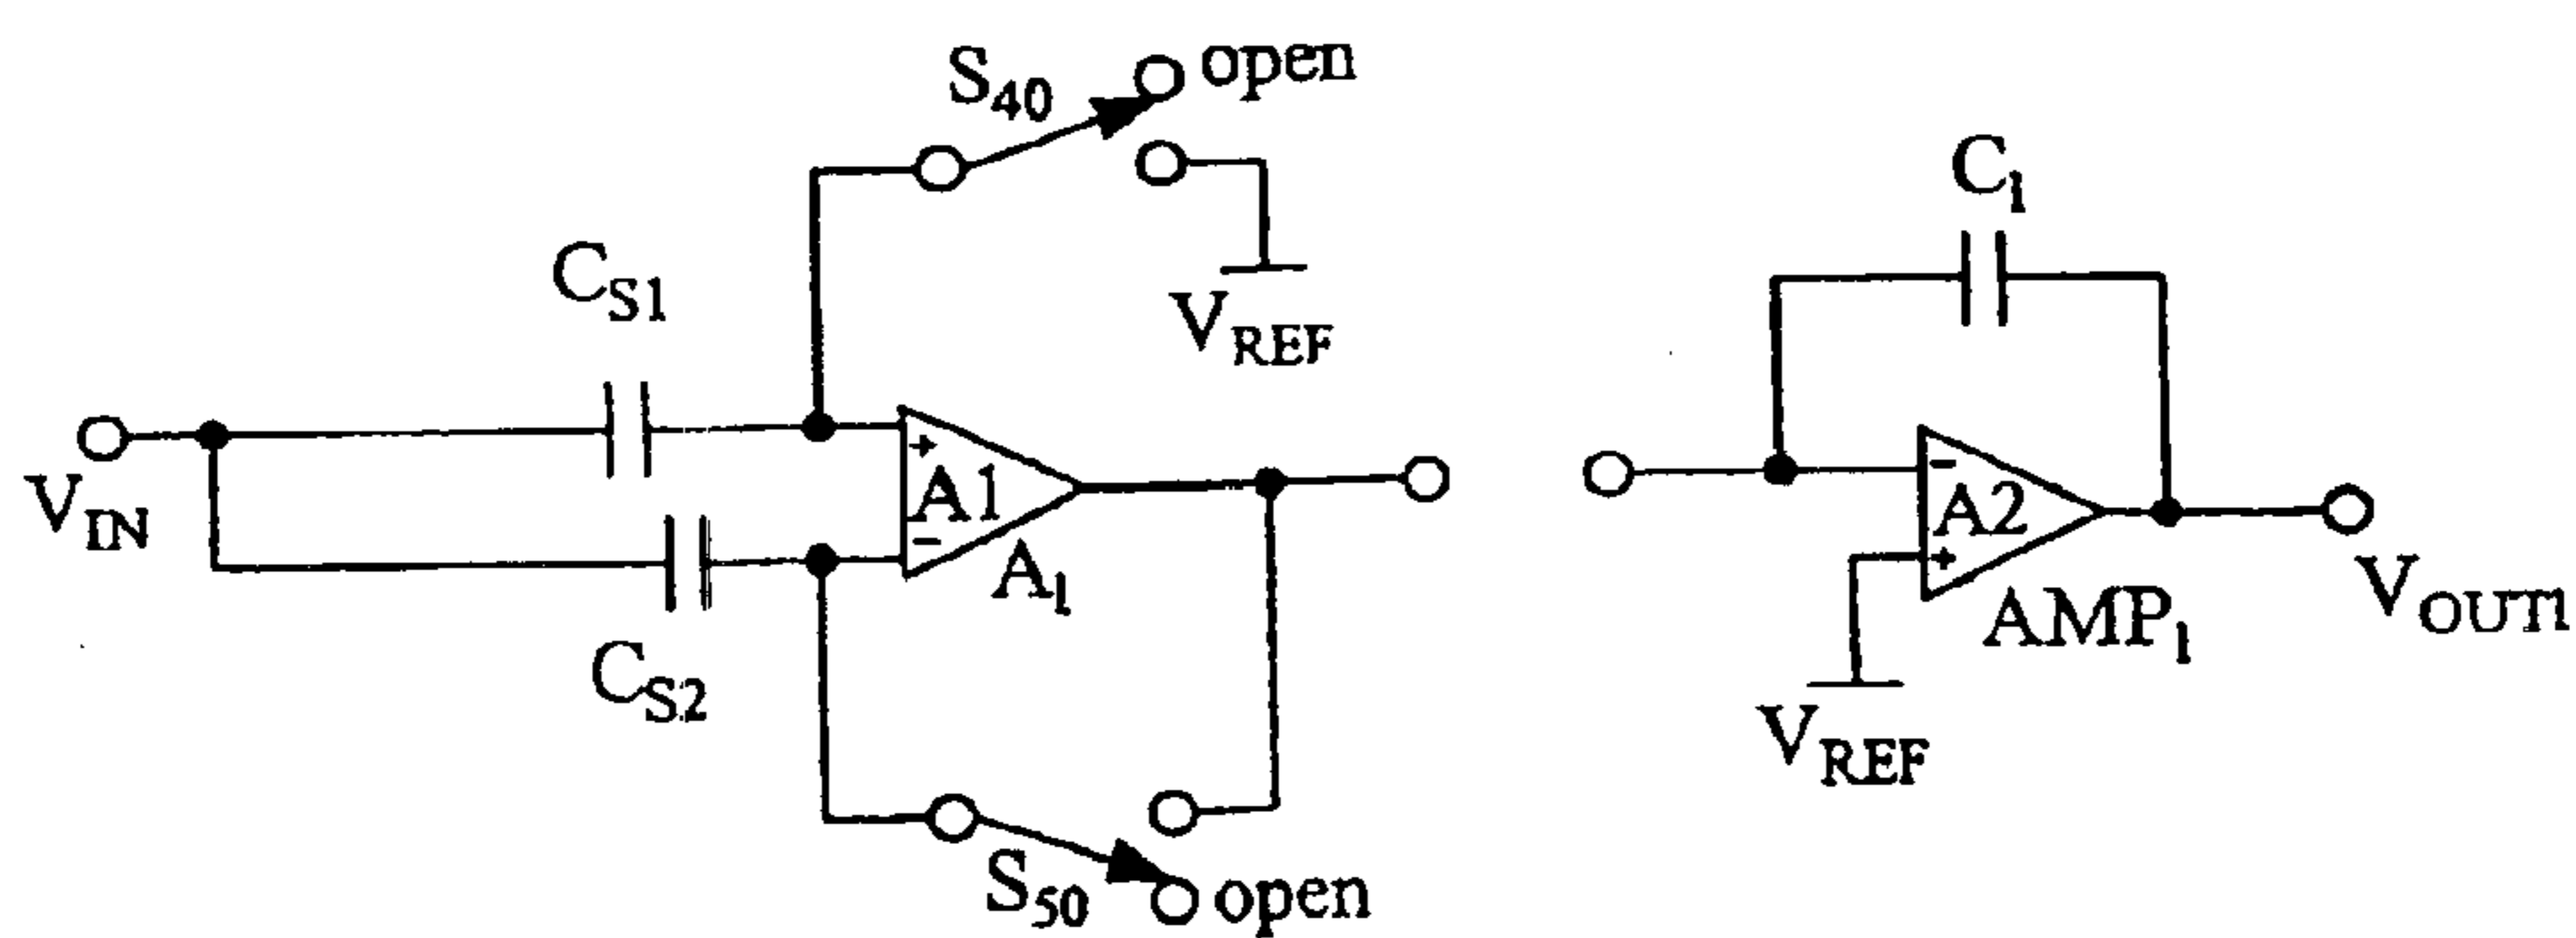 S40
open
VREF
CS1
VIN
+
A1
-
A1
CS2
S50
open
C1
-
A2
+
AMP1
VREF
VOUT1